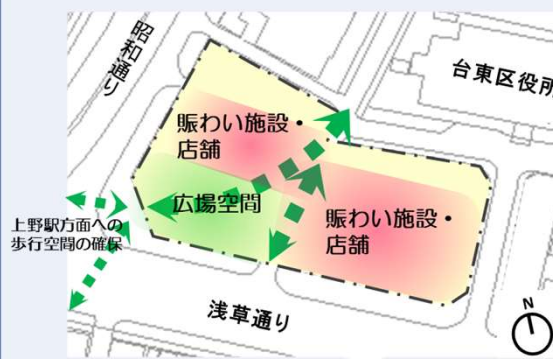 昭和通り
台東区役所
賑わい施設・
店舗
広場空間
賑わい施設・
店舗
上野駅方面への
歩行空間の確保
浅草通り
N